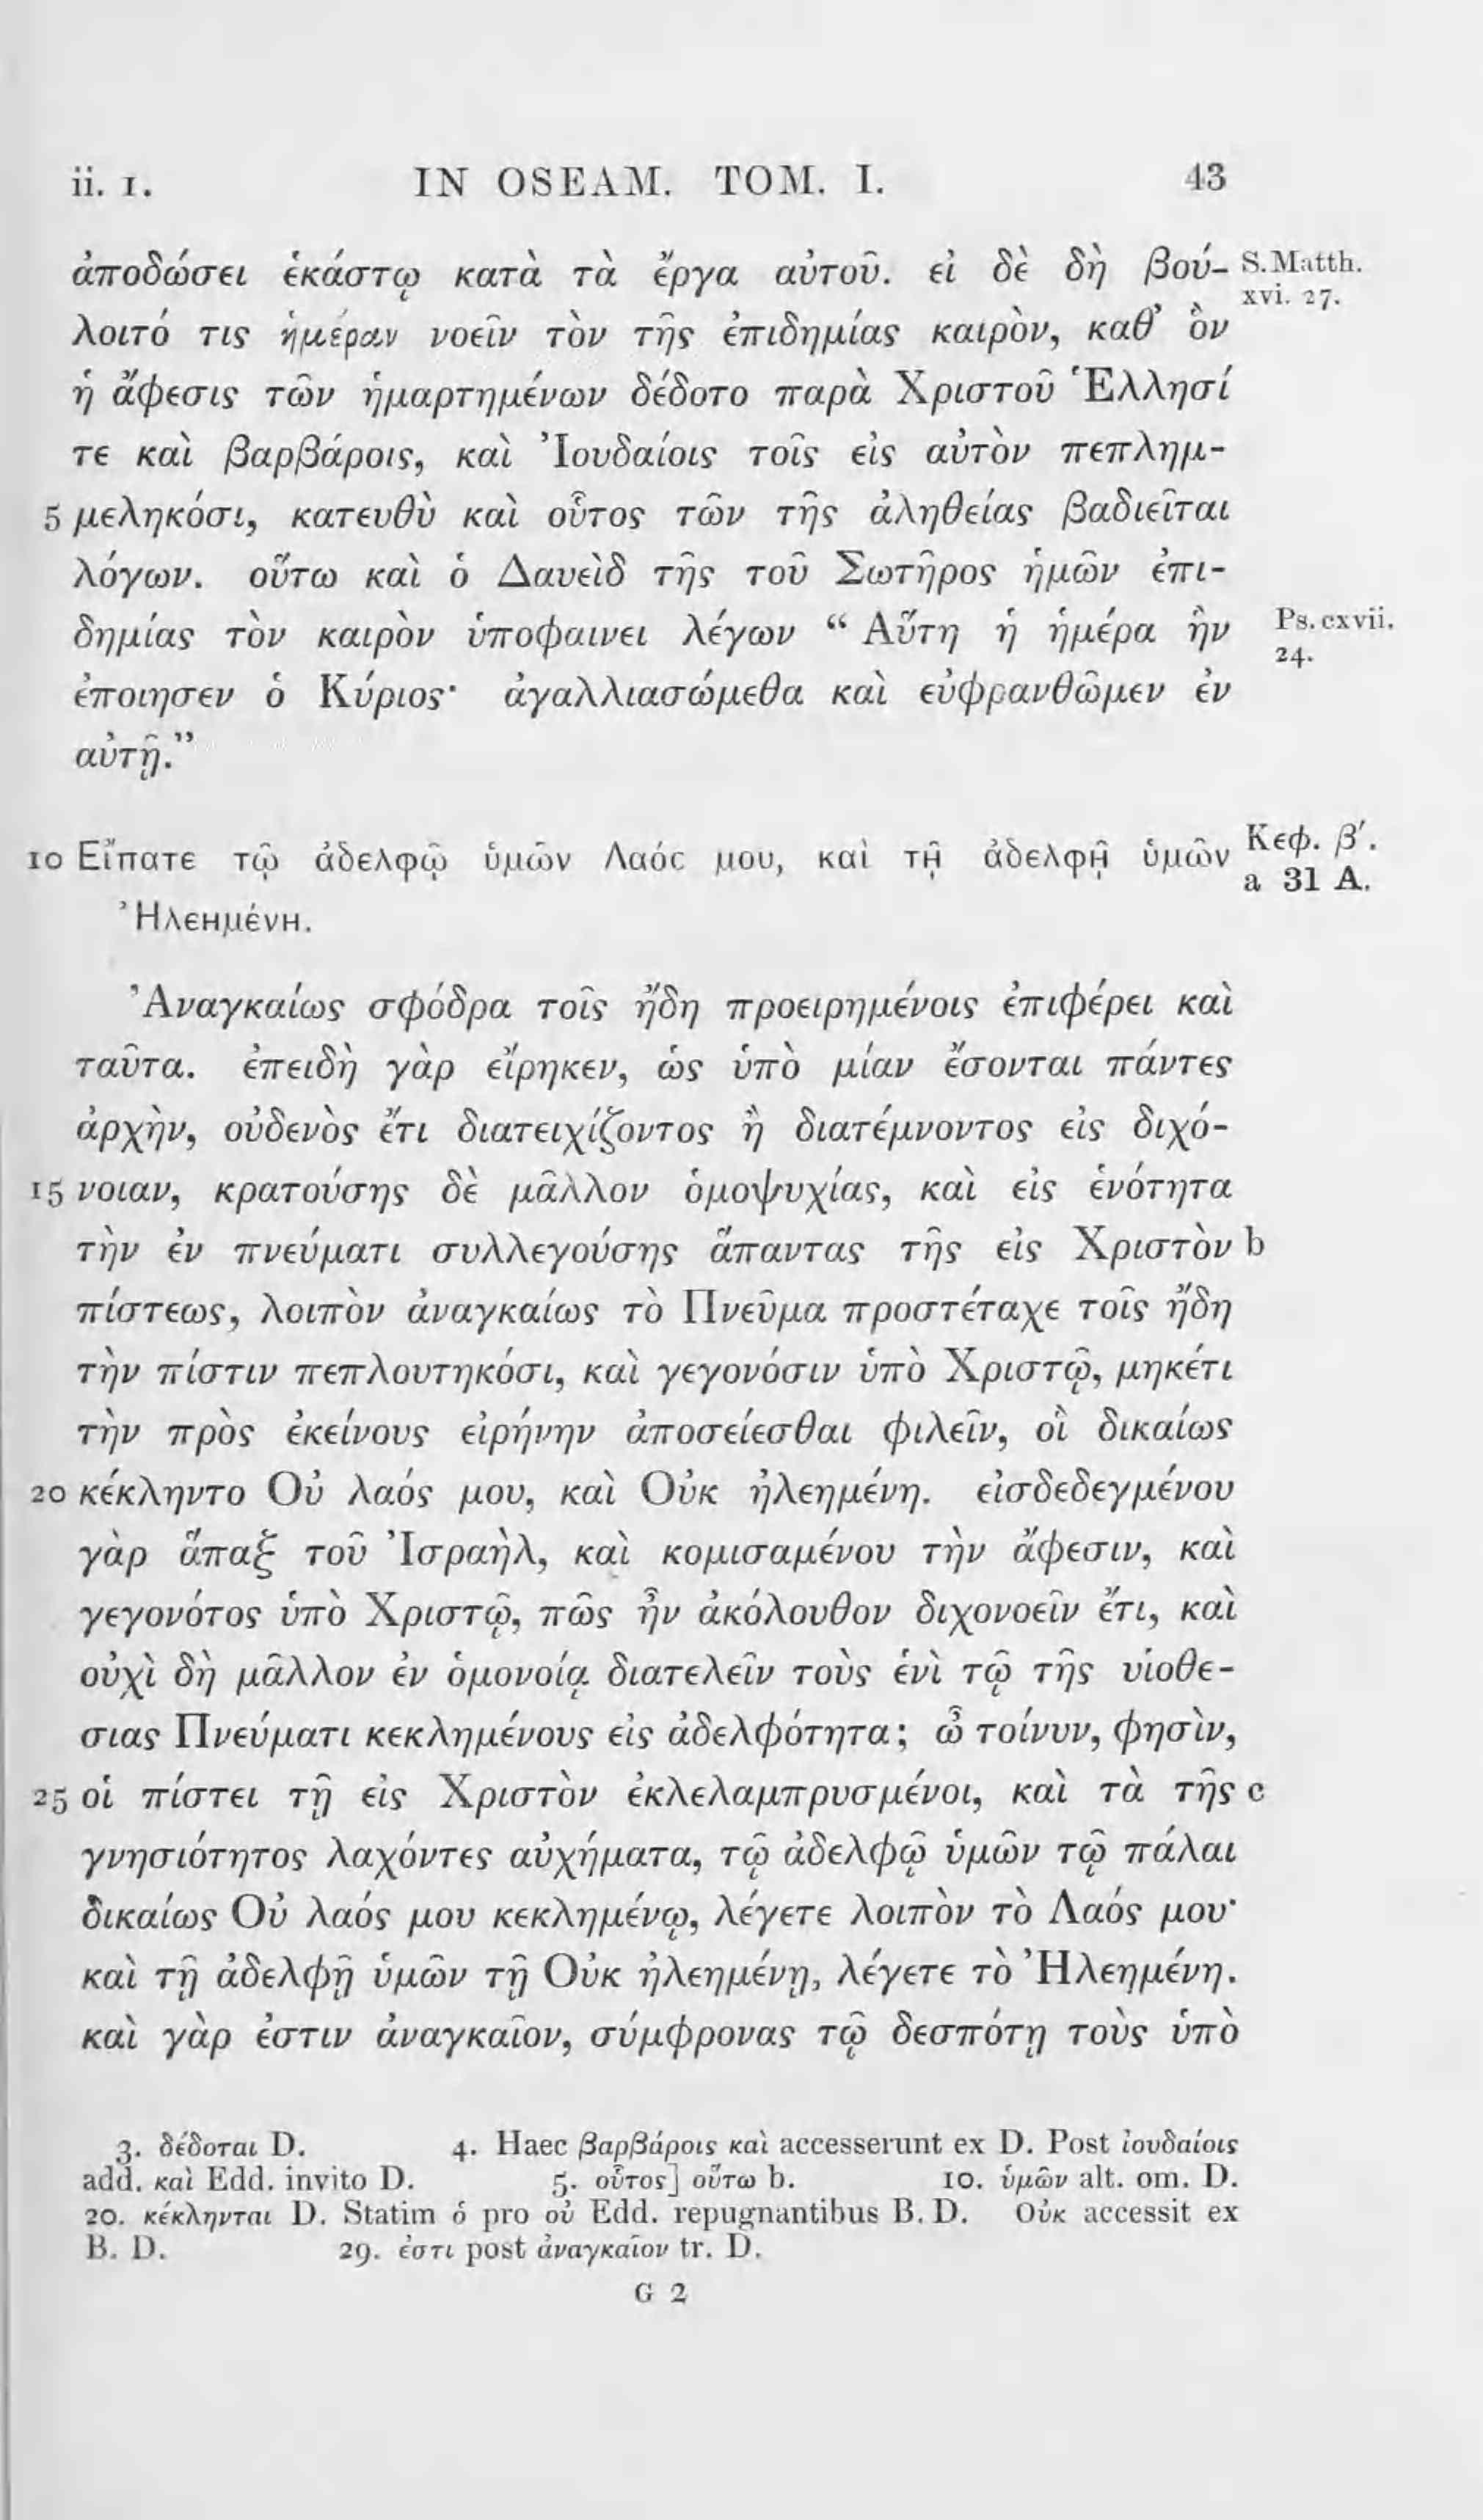 ii. 1. IN OSEAM. TOM. I. 43
ἀποδώσει ἑκάστῳ κατὰ τὰ ἔργα αὐτοῦ. εἰ δὲ δὴ βού- S. Matth. xvi. 27.
λοιτό τις ἡμέραν νοεῖν τὸν τῆς ἐπιδημίας καιρὸν, καθ’ ὃν
ἡ ἄφεσις τῶν ἡμαρτημένων δέδοτο παρὰ Χριστοῦ Ἕλλησί
τε καὶ βαρβάροις, καὶ Ἰουδαίοις τοῖς εἰς αὐτὸν πεπλημ-
5 μεληκόσι, κατευθὺ καὶ οὗτος τῶν τῆς ἀληθείας βαδιεῖται
λόγων. οὕτω καὶ ὁ Δαυεὶδ τῆς τοῦ Σωτῆρος ἡμῶν ἐπι-
δημίας τὸν καιρὸν ὑποφαινει λέγων “ Αὕτη ἡ ἡμέρα ἣν Ps. cxvii. 24.
ἐποιησεν ὁ Κύριος· ἀγαλλιασώμεθα καὶ εὐφρανθῶμεν ἐν
αὐτῇ.”
10 Εἴπατε τῷ ἀδελφῷ ὑμῶν Λαός μου, καὶ τῇ ἀδελφῇ ὑμῶν Κεφ. β′. a 31 A.
Ἠλεημένη.
Ἀναγκαίως σφόδρα τοῖς ἤδη προειρημένοις ἐπιφέρει καὶ
ταῦτα. ἐπειδὴ γὰρ εἴρηκεν, ὡς ὑπὸ μίαν ἔσονται πάντες
ἀρχὴν, οὐδενὸς ἔτι διατειχίζοντος ἢ διατέμνοντος εἰς διχό-
15 νοιαν, κρατούσης δὲ μᾶλλον ὁμοψυχίας, καὶ εἰς ἑνότητα
τὴν ἐν πνεύματι συλλεγούσης ἅπαντας τῆς εἰς Χριστὸν b
πίστεως, λοιπὸν ἀναγκαίως τὸ Πνεῦμα προστέταχε τοῖς ἤδη
τὴν πίστιν πεπλουτηκόσι, καὶ γεγονόσιν ὑπὸ Χριστῷ, μηκέτι
τὴν πρὸς ἐκείνους εἰρήνην ἀποσείεσθαι φιλεῖν, οἳ δικαίως
20 κέκληντο Οὐ λαός μου, καὶ Οὐκ ἠλεημένη. εἰσδεδεγμένου
γὰρ ἅπαξ τοῦ Ἰσραὴλ, καὶ κομισαμένου τὴν ἄφεσιν, καὶ
γεγονότος ὑπὸ Χριστῷ, πῶς ἦν ἀκόλουθον διχονοεῖν ἔτι, καὶ
οὐχὶ δὴ μᾶλλον ἐν ὁμονοίᾳ διατελεῖν τοὺς ἑνὶ τῷ τῆς υἱοθε-
σιας Πνεύματι κεκλημένους εἰς ἀδελφότητα; ὦ τοίνυν, φησὶν,
25 οἱ πίστει τῇ εἰς Χριστὸν ἐκλελαμπρυσμένοι, καὶ τὰ τῆς c
γνησιότητος λαχόντες αὐχήματα, τῷ ἀδελφῷ ὑμῶν τῷ πάλαι
δικαίως Οὐ λαός μου κεκλημένῳ, λέγετε λοιπὸν τὸ Λαός μου·
καὶ τῇ ἀδελφῇ ὑμῶν τῇ Οὐκ ἠλεημένῃ, λέγετε τὸ Ἠλεημένη.
καὶ γὰρ ἐστιν ἀναγκαῖον, σύμφρονας τῷ δεσπότῃ τοὺς ὑπὸ
3. δέδοται D. 4. Haec βαρβάροις καὶ accesserunt ex D. Post ἰουδαίοις
add. καὶ Edd. invito D. 5. οὗτος] οὕτω b. 10. ὑμῶν alt. om. D.
20. κέκληνται D. Statim ὁ pro οὐ Edd. repugnantibus B. D. Οὐκ accessit ex
B. D. 29. ἐστι post ἀναγκαῖον tr. D.
G 2